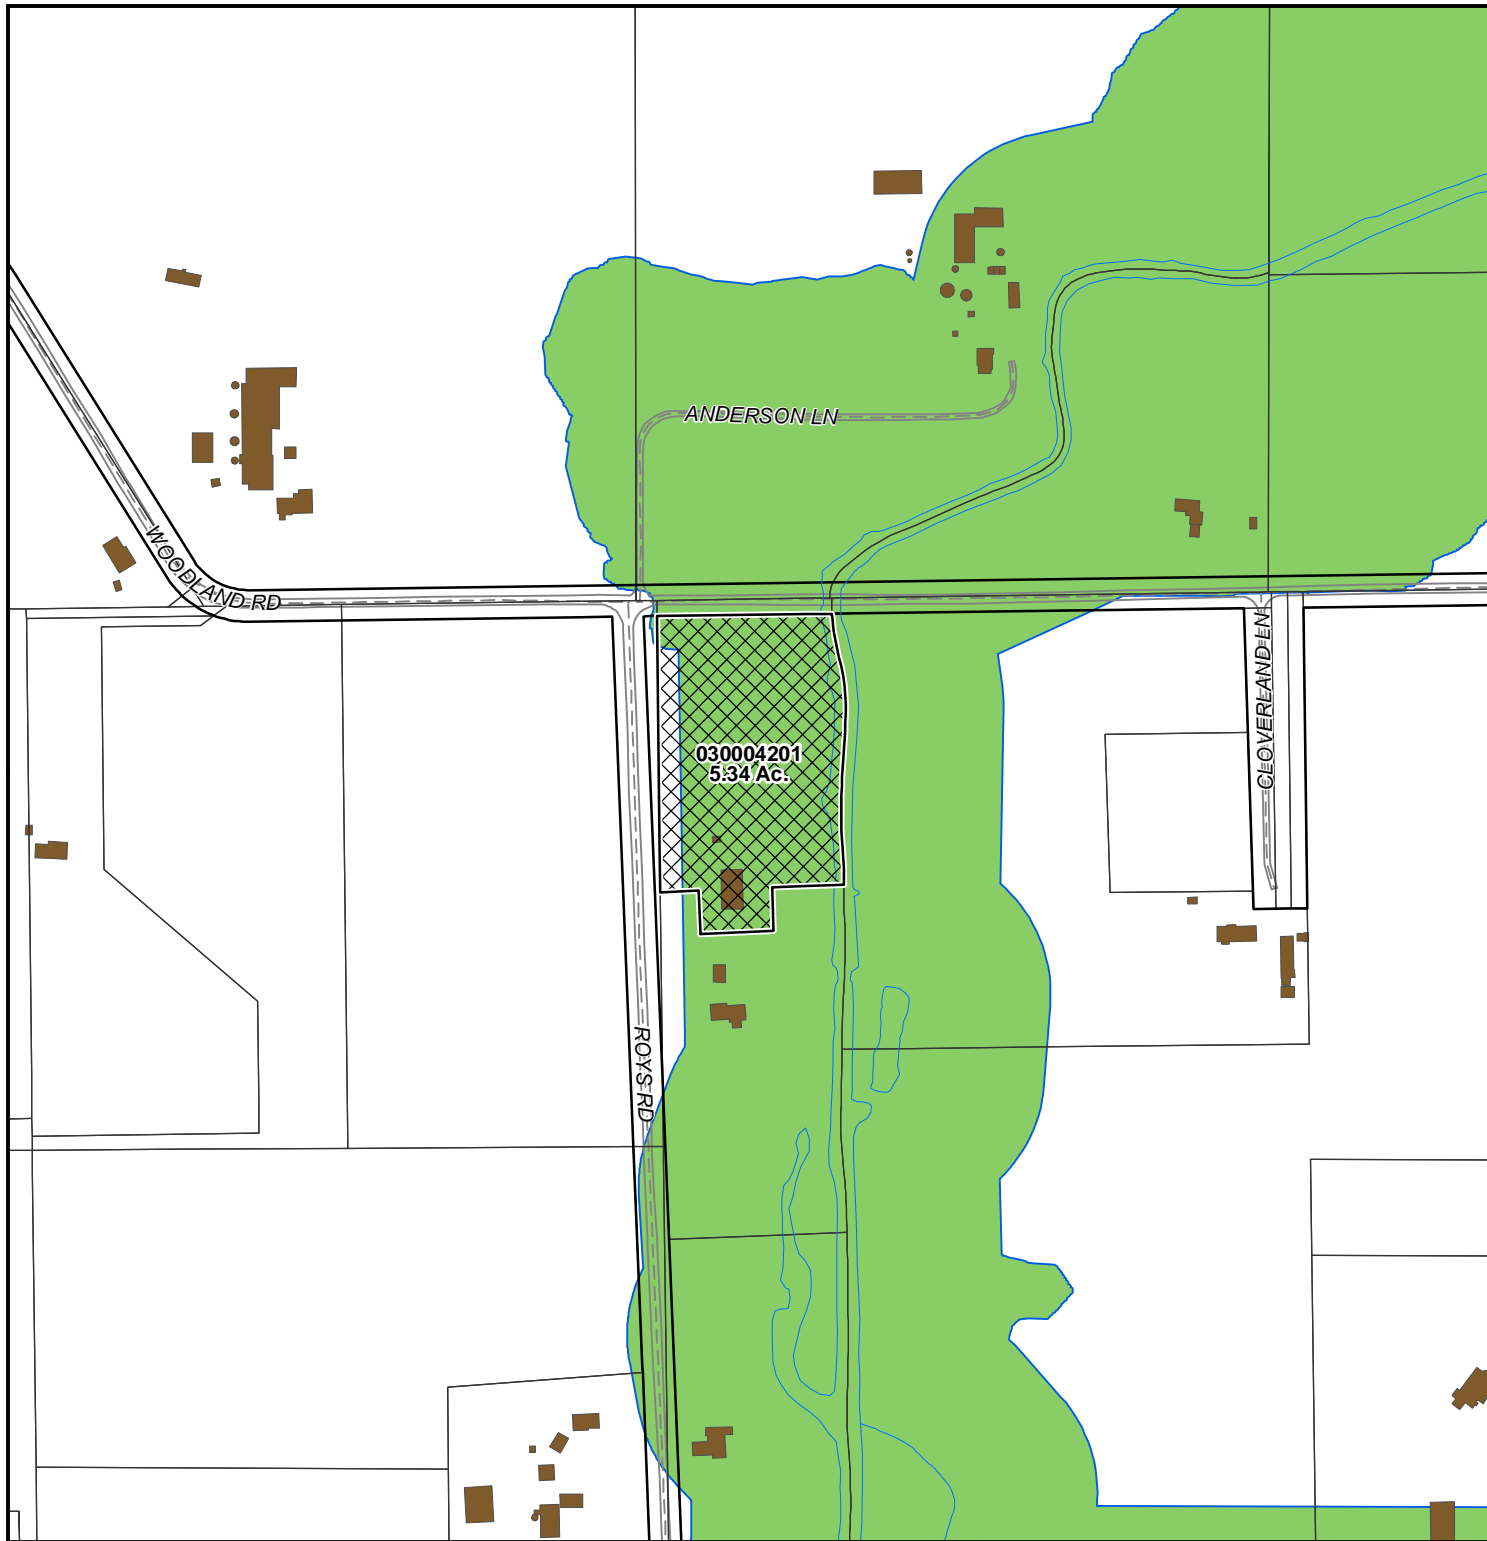 ANDERSON LN
WOODLAND RD
CLOVERLAND LN
030004201
5.34 Ac.
ROYS RD